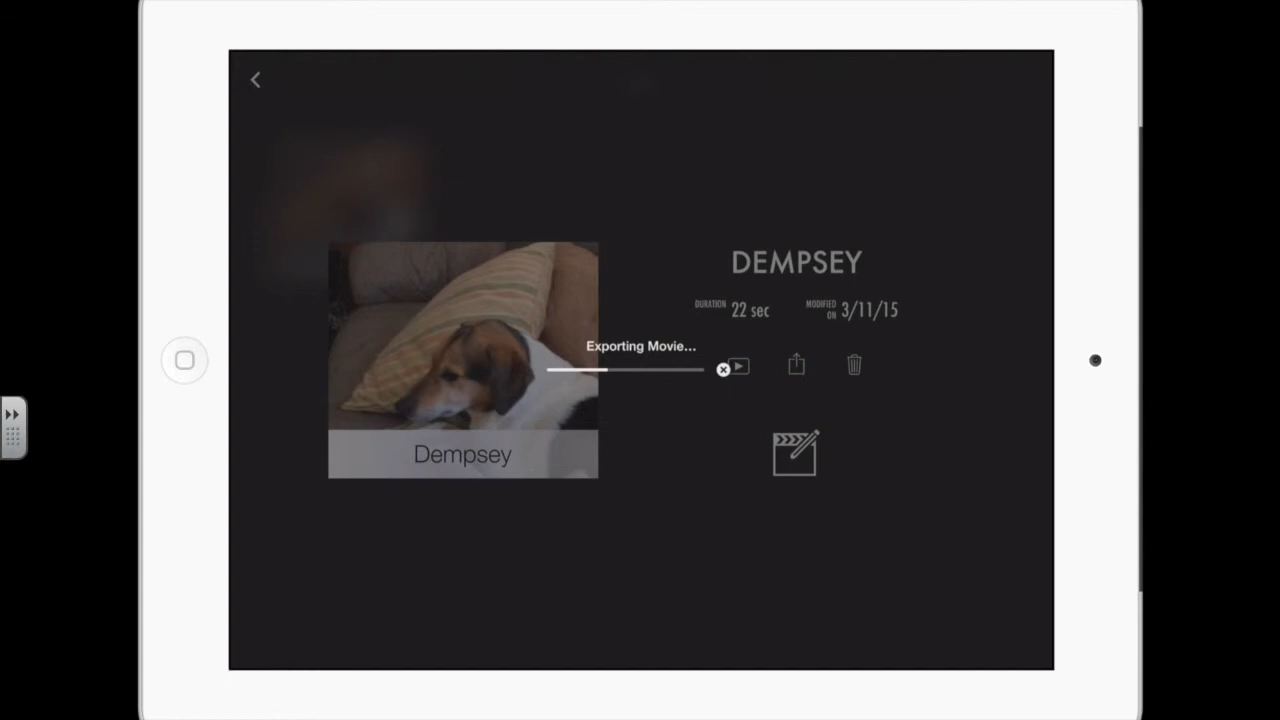 DEMPSEY
DURATION 22 sec
MODIFIED ON 3/11/15
Exporting Movie...
Dempsey